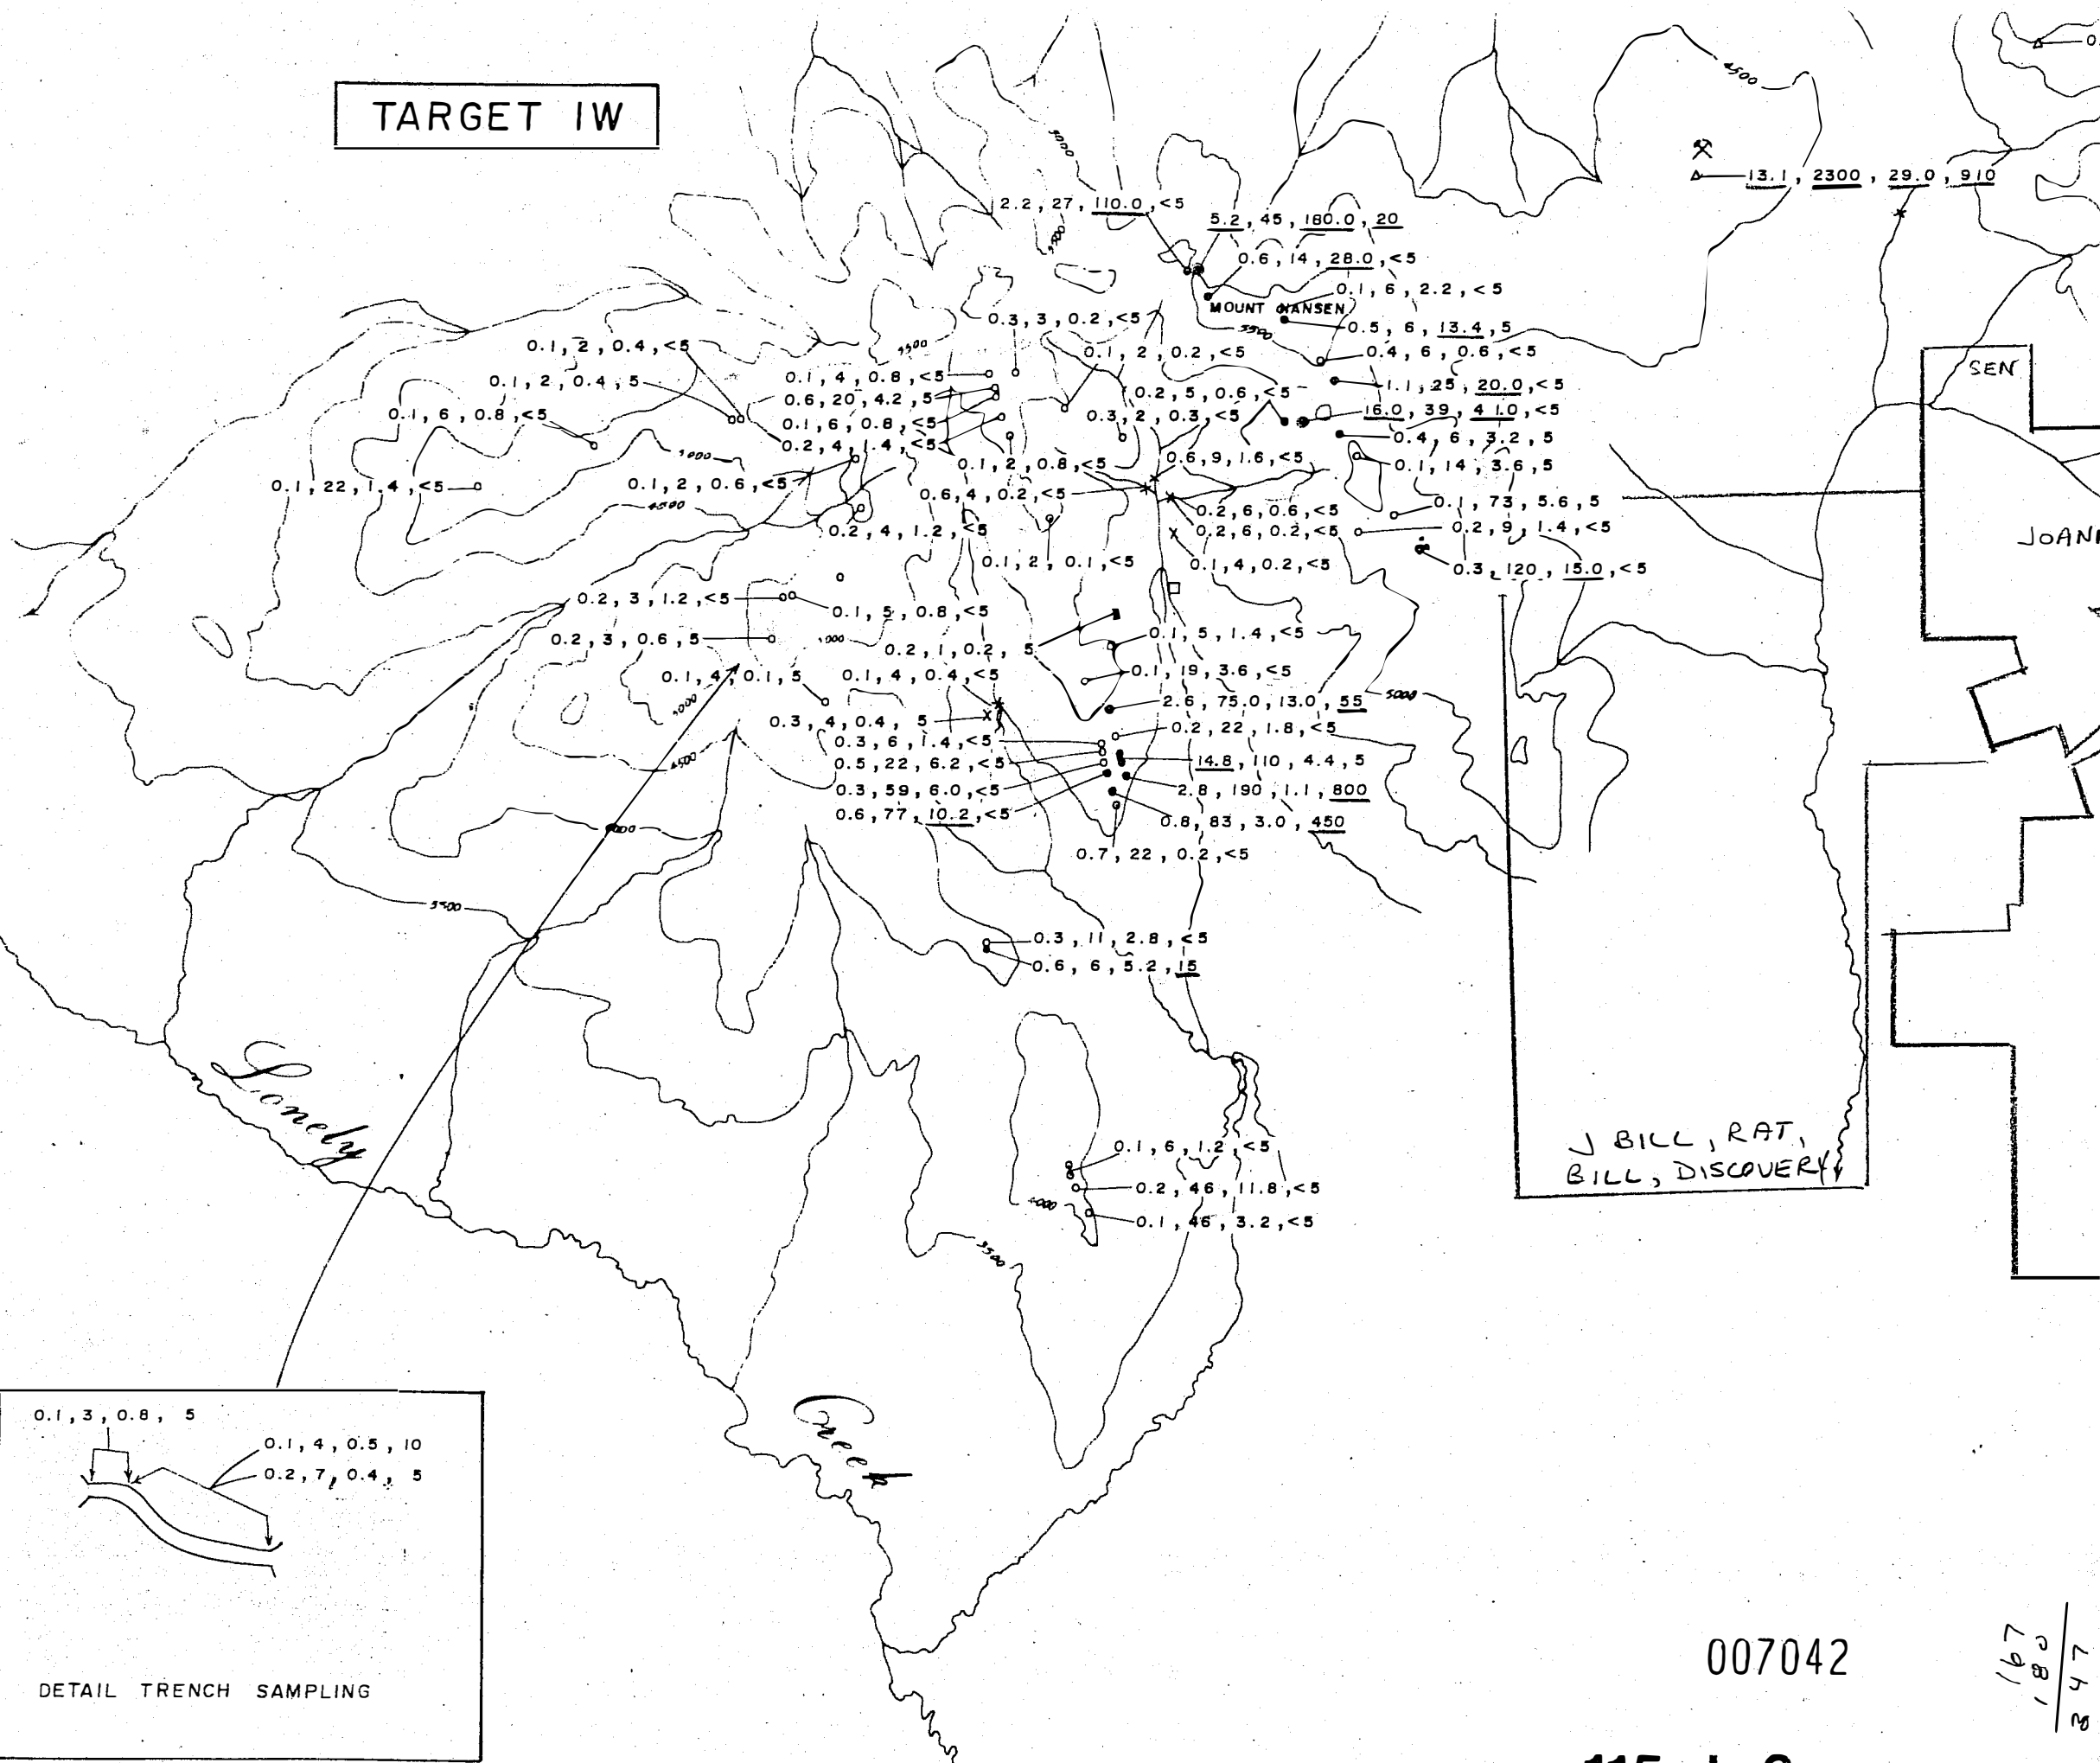 TARGET 1W
4500
5000
4500
13.1, 2300, 29.0, 910
2.2, 27, 110.0, <5
5.2, 45, 180.0, 20
0.6, 14, 28.0, <5
0.1, 6, 2.2, <5
MOUNT HANSEN
5500
0.3, 3, 0.2, <5
0.5, 6, 13.4, 5
4500
0.1, 2, 0.4, <5
0.1, 2, 0.2, <5
0.4, 6, 0.6, <5
SEN
0.1, 2, 0.4, 5
0.1, 4, 0.8, <5
1.1, 25, 20.0, <5
0.6, 20, 4.2, 5
0.2, 5, 0.6, <5
0.1, 6, 0.8, <5
0.1, 6, 0.8, <5
0.3, 2, 0.3, <5
16.0, 39, 41.0, <5
0.2, 4, 1.4, <5
0.4, 6, 3.2, 5
0.1, 2, 0.8, <5
0.6, 9, 1.6, <5
0.1, 14, 3.6, 5
0.1, 22, 1.4, <5
0.1, 2, 0.6, <5
0.6, 4, 0.2, <5
4500
0.1, 73, 5.6, 5
0.2, 6, 0.6, <5
0.2, 4, 1.2, <5
0.2, 6, 0.2, <5
0.2, 9, 1.4, <5
0.1, 2, 0.1, <5
0.1, 4, 0.2, <5
0.3, 120, 15.0, <5
0.2, 3, 1.2, <5
0.1, 5, 0.8, <5
0.2, 3, 0.6, 5
0.2, 1, 0.2, 5
0.1, 5, 1.4, <5
0.1, 4, 0.1, 5
0.1, 4, 0.4, <5
0.1, 19, 3.6, <5
5000
2.6, 75.0, 13.0, 55
5000
0.3, 4, 0.4, 5
0.2, 22, 1.8, <5
0.3, 6, 1.4, <5
4500
0.5, 22, 6.2, <5
14.8, 110, 4.4, 5
0.3, 59, 6.0, <5
2.8, 190, 1.1, 800
0.6, 77, 10.2, <5
0.8, 83, 3.0, 450
0.7, 22, 0.2, <5
3500
0.3, 11, 2.8, <5
0.6, 6, 5.2, 15
Lonely
J BILL, RAT,
BILL, DISCOVERY
0.1, 6, 1.2, <5
0.2, 46, 11.8, <5
0.1, 46, 3.2, <5
4000
3500
Creek
0.1, 3, 0.8, 5
0.1, 4, 0.5, 10
0.2, 7, 0.4, 5
DETAIL TRENCH SAMPLING
007042
167
180
347